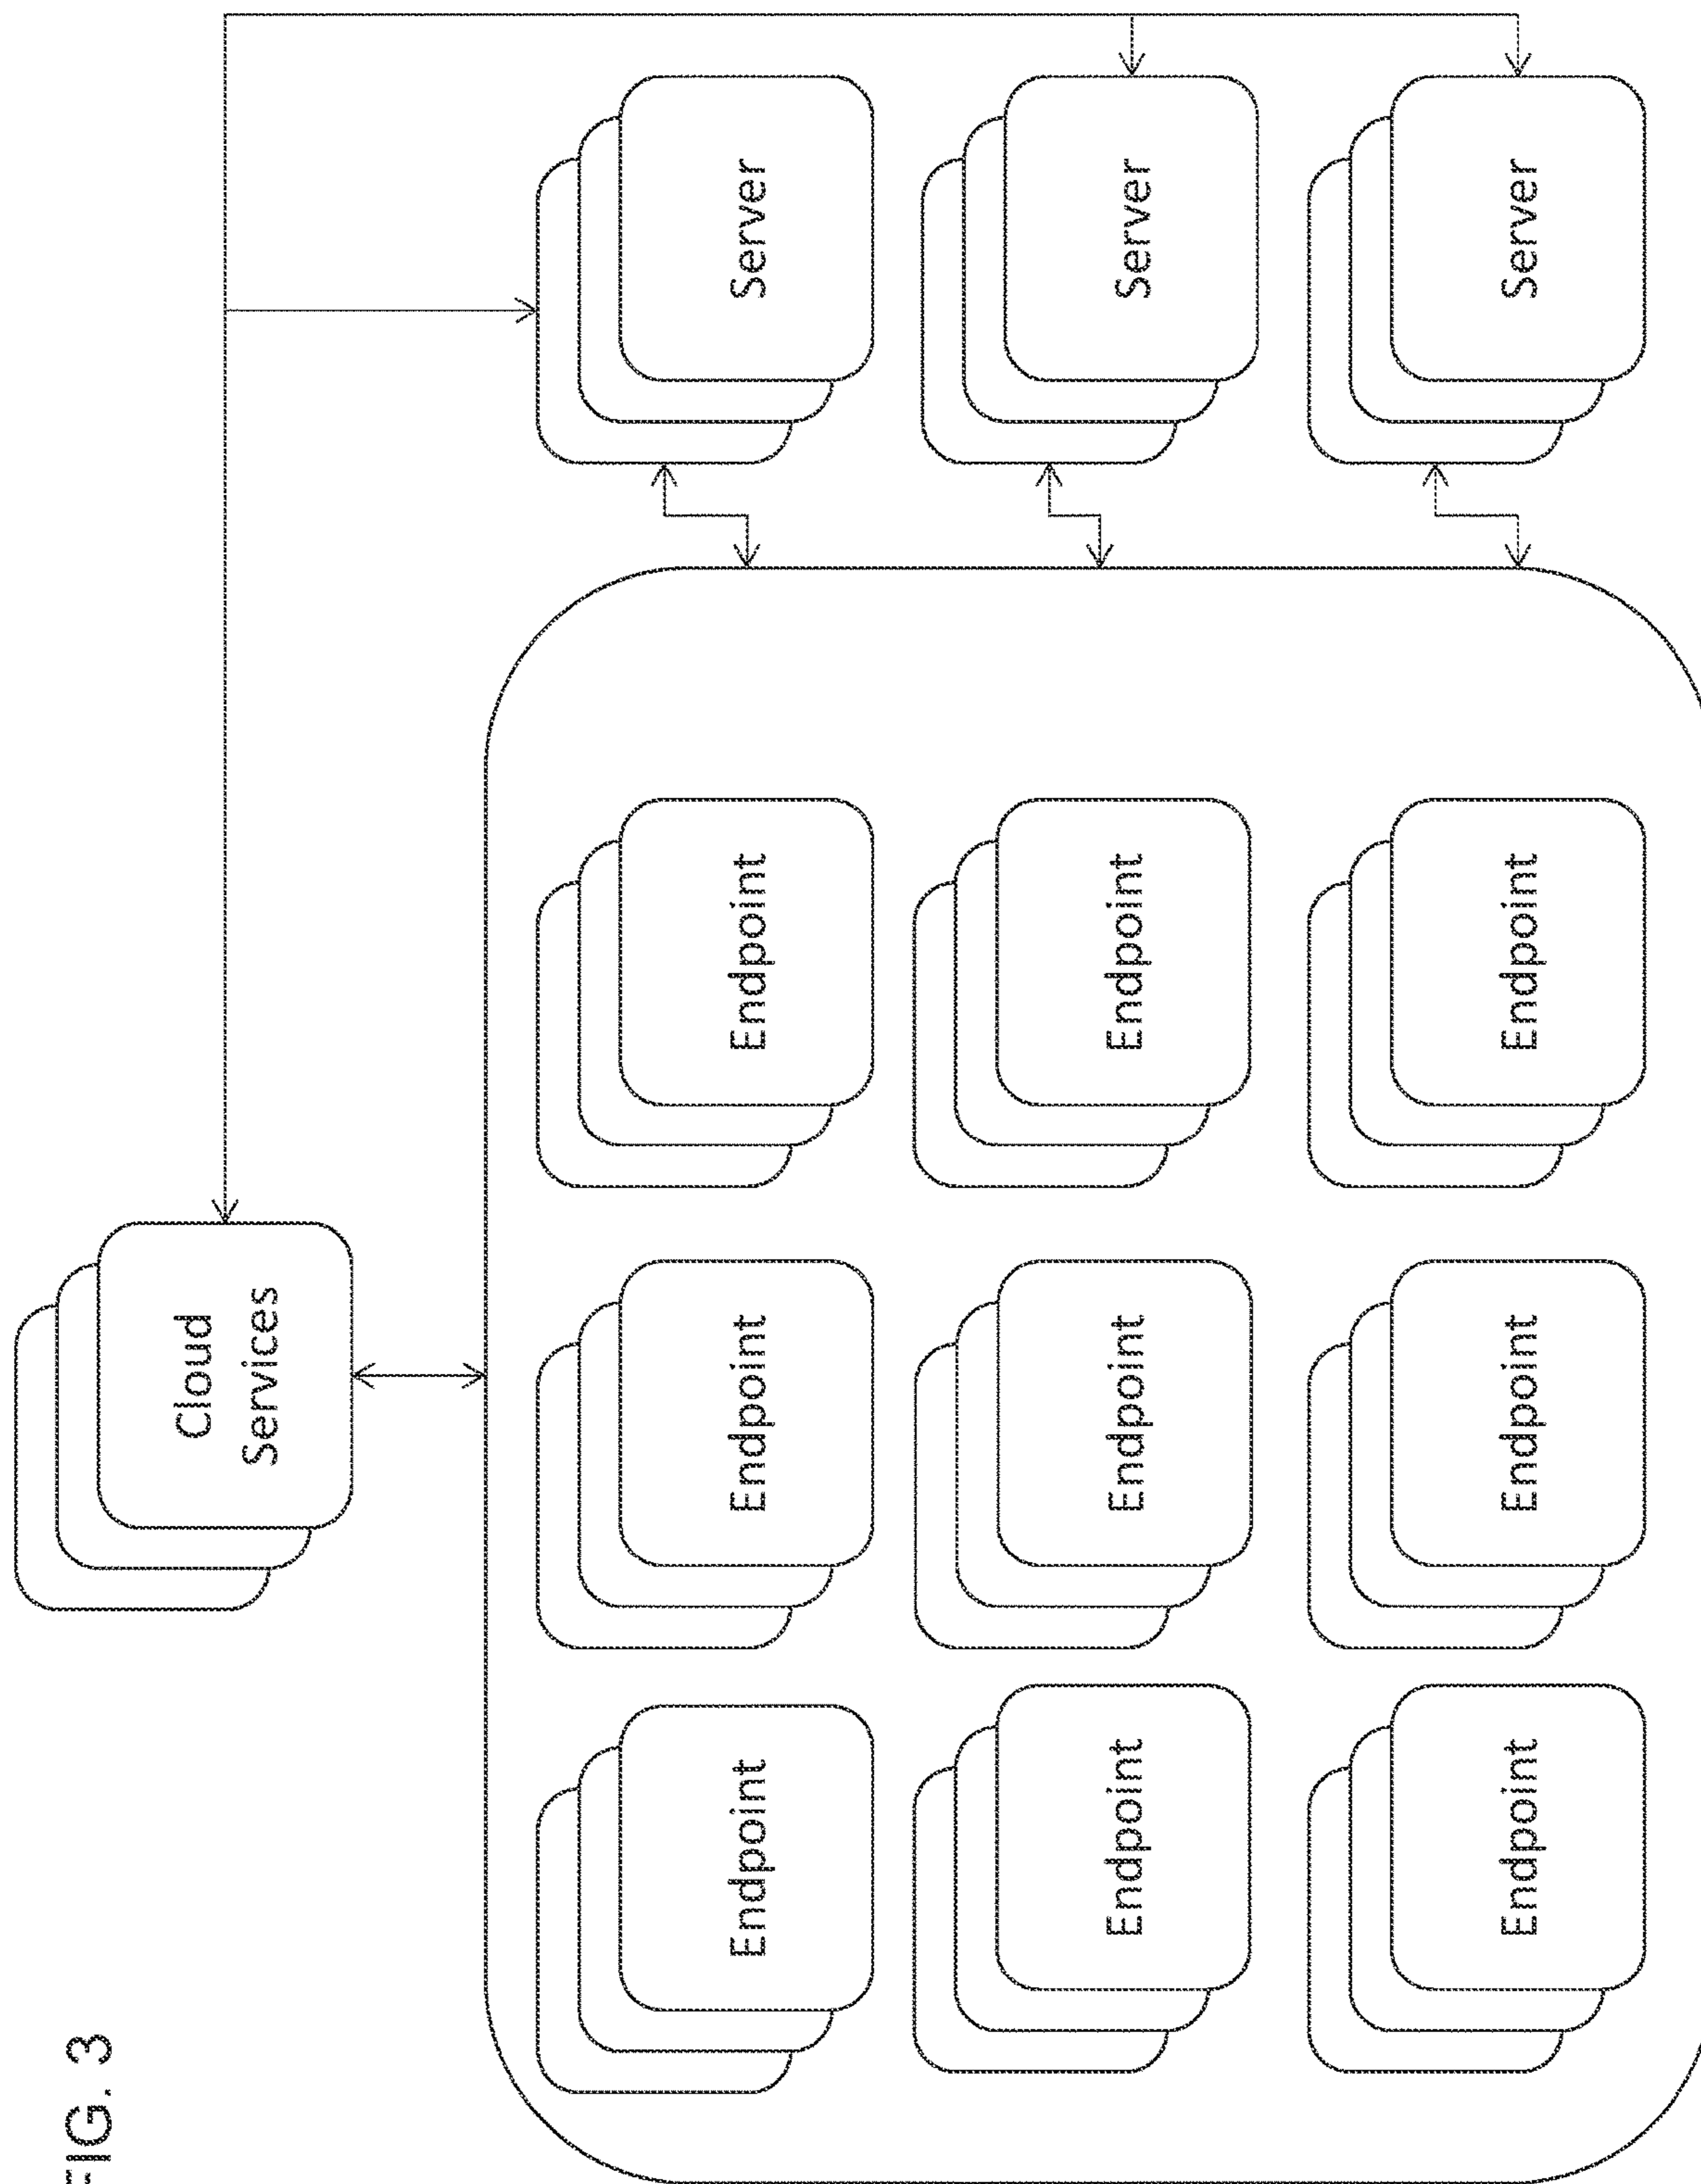 FIG. 3
Cloud
Services
Endpoint
Endpoint
Endpoint
Server
Endpoint
Endpoint
Endpoint
Server
Endpoint
Endpoint
Endpoint
Server